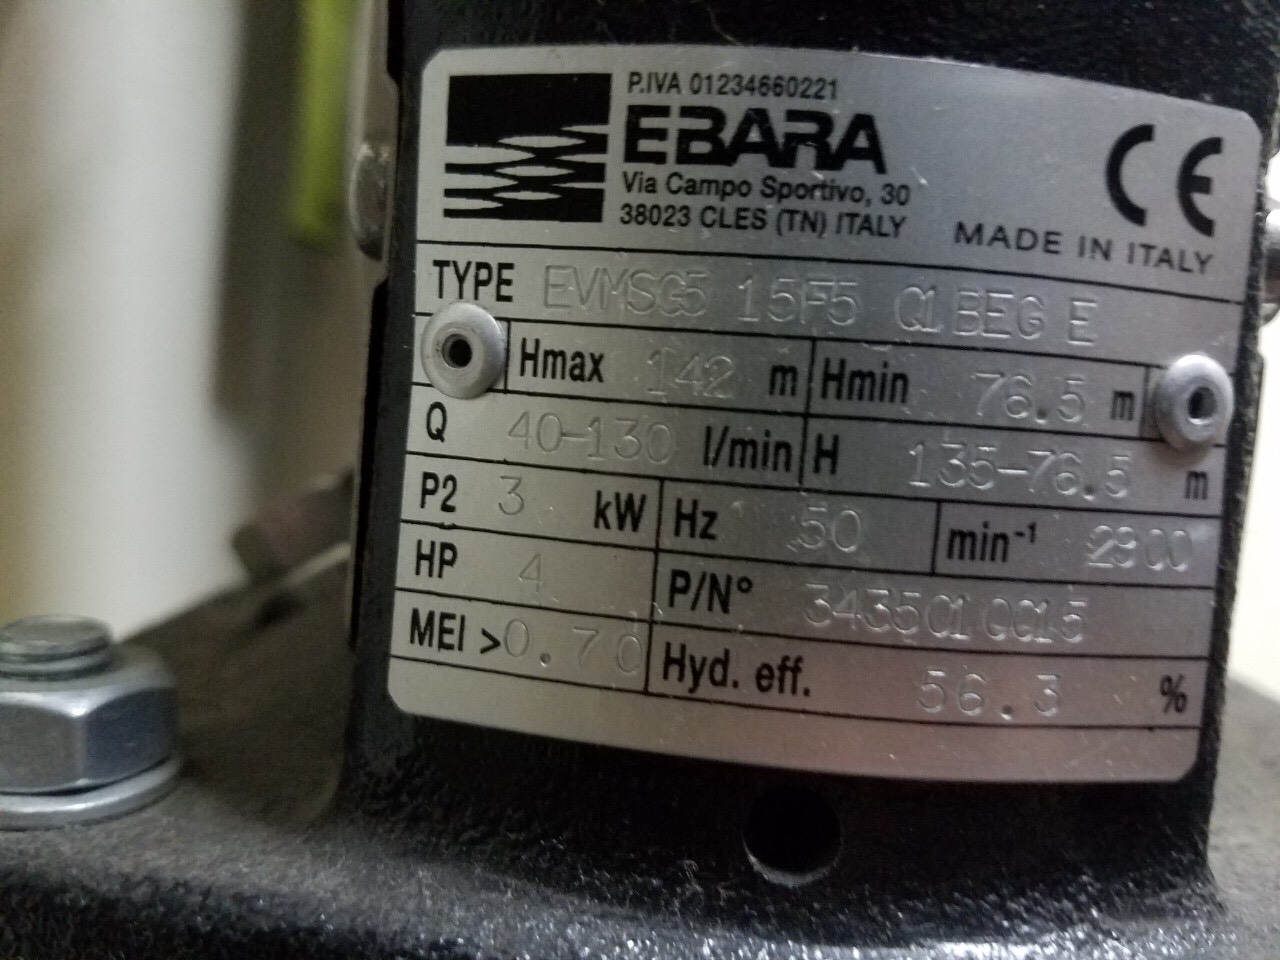 P.IVA 01234660221
EBARA
Via Campo Sportivo, 30
38023 CLES (TN) ITALY
CE
MADE IN ITALY
TYPE EVMSG5 15F5 Q1BEG E
Hmax 142 m Hmin 76.5 m
Q 40-130 l/min H 135-76.5 m
P2 3 kW Hz 50 min⁻¹ 2900
HP 4 P/N° 3435010015
MEI >0.70 Hyd. eff. 56.3 %